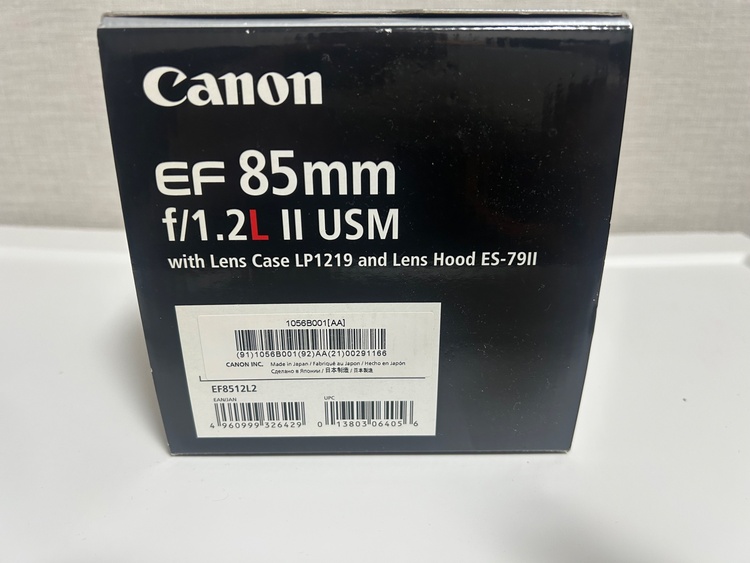 Canon
EF 85mm
f/1.2L II USM
with Lens Case LP1219 and Lens Hood ES-79II
1056B001[AA]
(91)1056B001(92)AA(21)00291166
CANON INC. Made in Japan / Fabriqué au Japon / Hecho en Japón
Сделано в Японии / 日本制造 / 日本製造
EF8512L2
EAN/JAN UPC
4 960999 326429 0 13803 06405 6